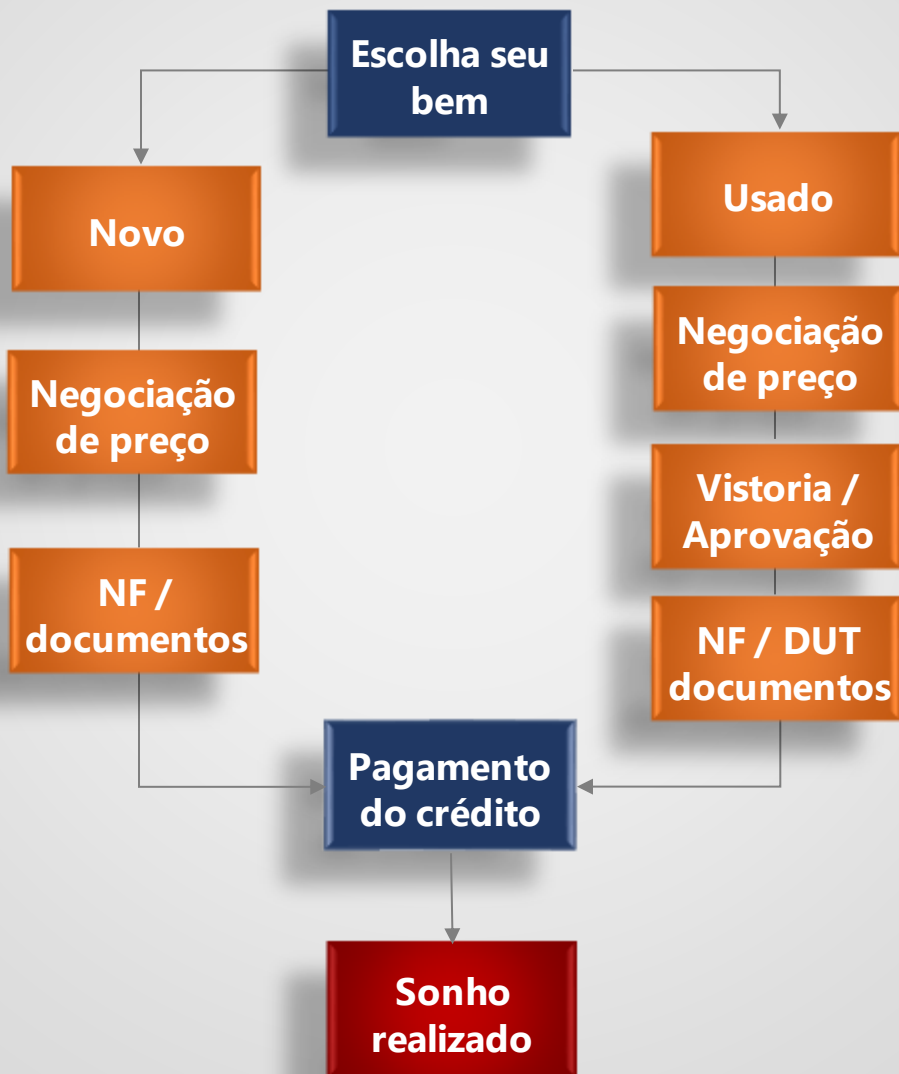 Escolha seu
bem
Novo
Usado
Negociação
de preço
Negociação
de preço
Vistoria /
Aprovação
NF /
documentos
NF / DUT
documentos
Pagamento
do crédito
Sonho
realizado